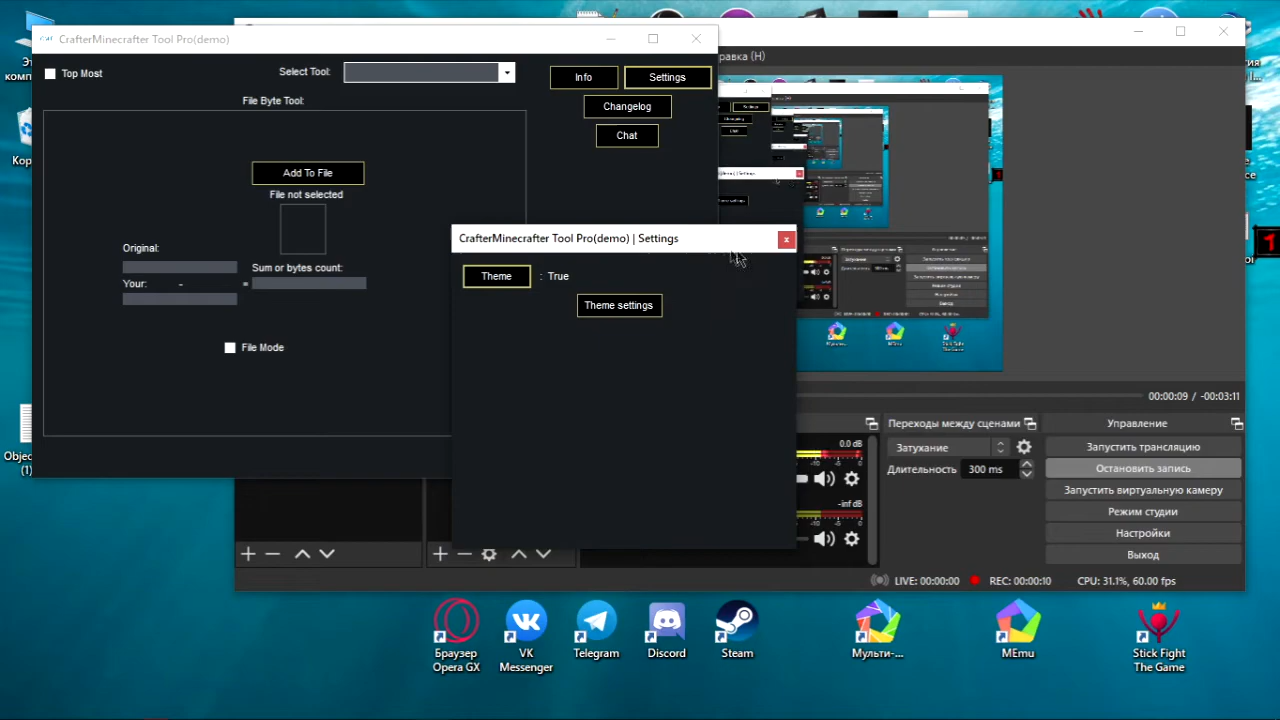 CrafterMinecrafter Tool Pro(demo)
Top Most
Select Tool:
Info
Settings
Changelog
Chat
File Byte Tool:
Add To File
File not selected
Original:
Sum or bytes count:
Your:
-
=
File Mode
CrafterMinecrafter Tool Pro(demo) | Settings
Theme
: True
Theme settings
равка (H)
00:00:09 / -00:03:11
Переходы между сценами
Затухание
Длительность
300 ms
Управление
Запустить трансляцию
Остановить запись
Запустить виртуальную камеру
Режим студии
Настройки
Выход
0.0 dB
-inf dB
LIVE: 00:00:00
REC: 00:00:10
CPU: 31.1%, 60.00 fps
Браузер
Opera GX
VK
Messenger
Telegram
Discord
Steam
Мульти-...
MEmu
Stick Fight
The Game